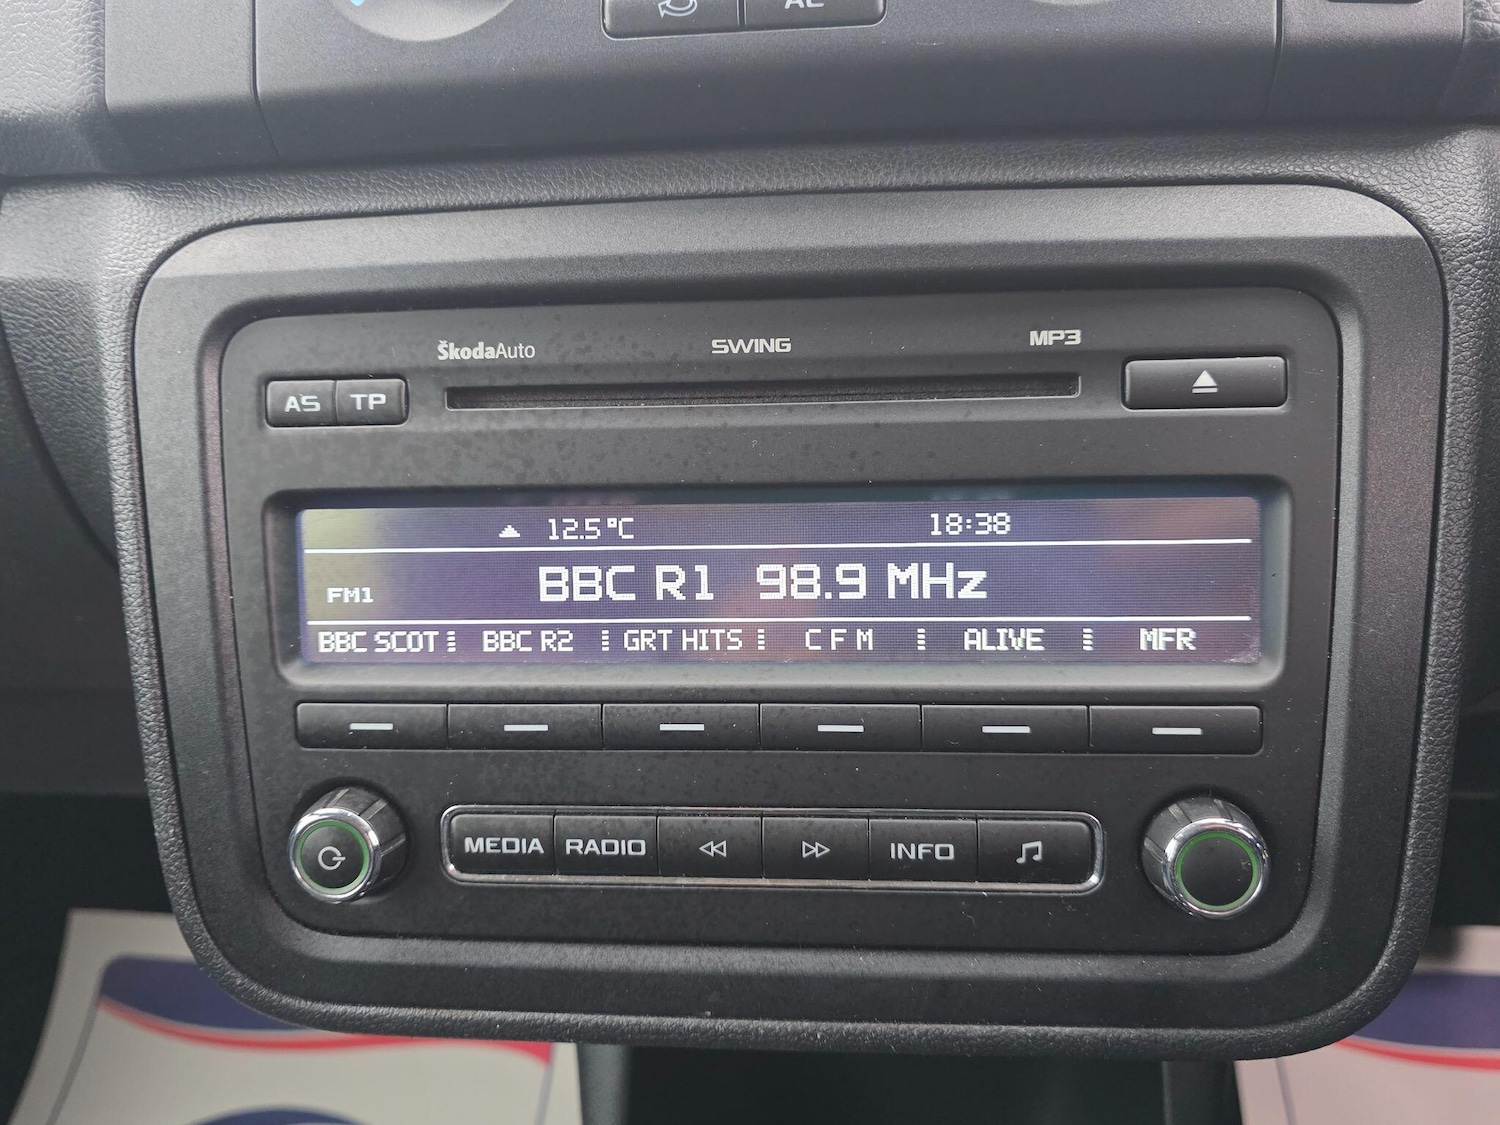 AC
ŠkodaAuto SWING MP3
AS TP
12.5°C 18:38
FM1 BBC R1 98.9 MHz
BBC SCOT BBC R2 GRT HITS C F M ALIVE MFR
MEDIA RADIO INFO